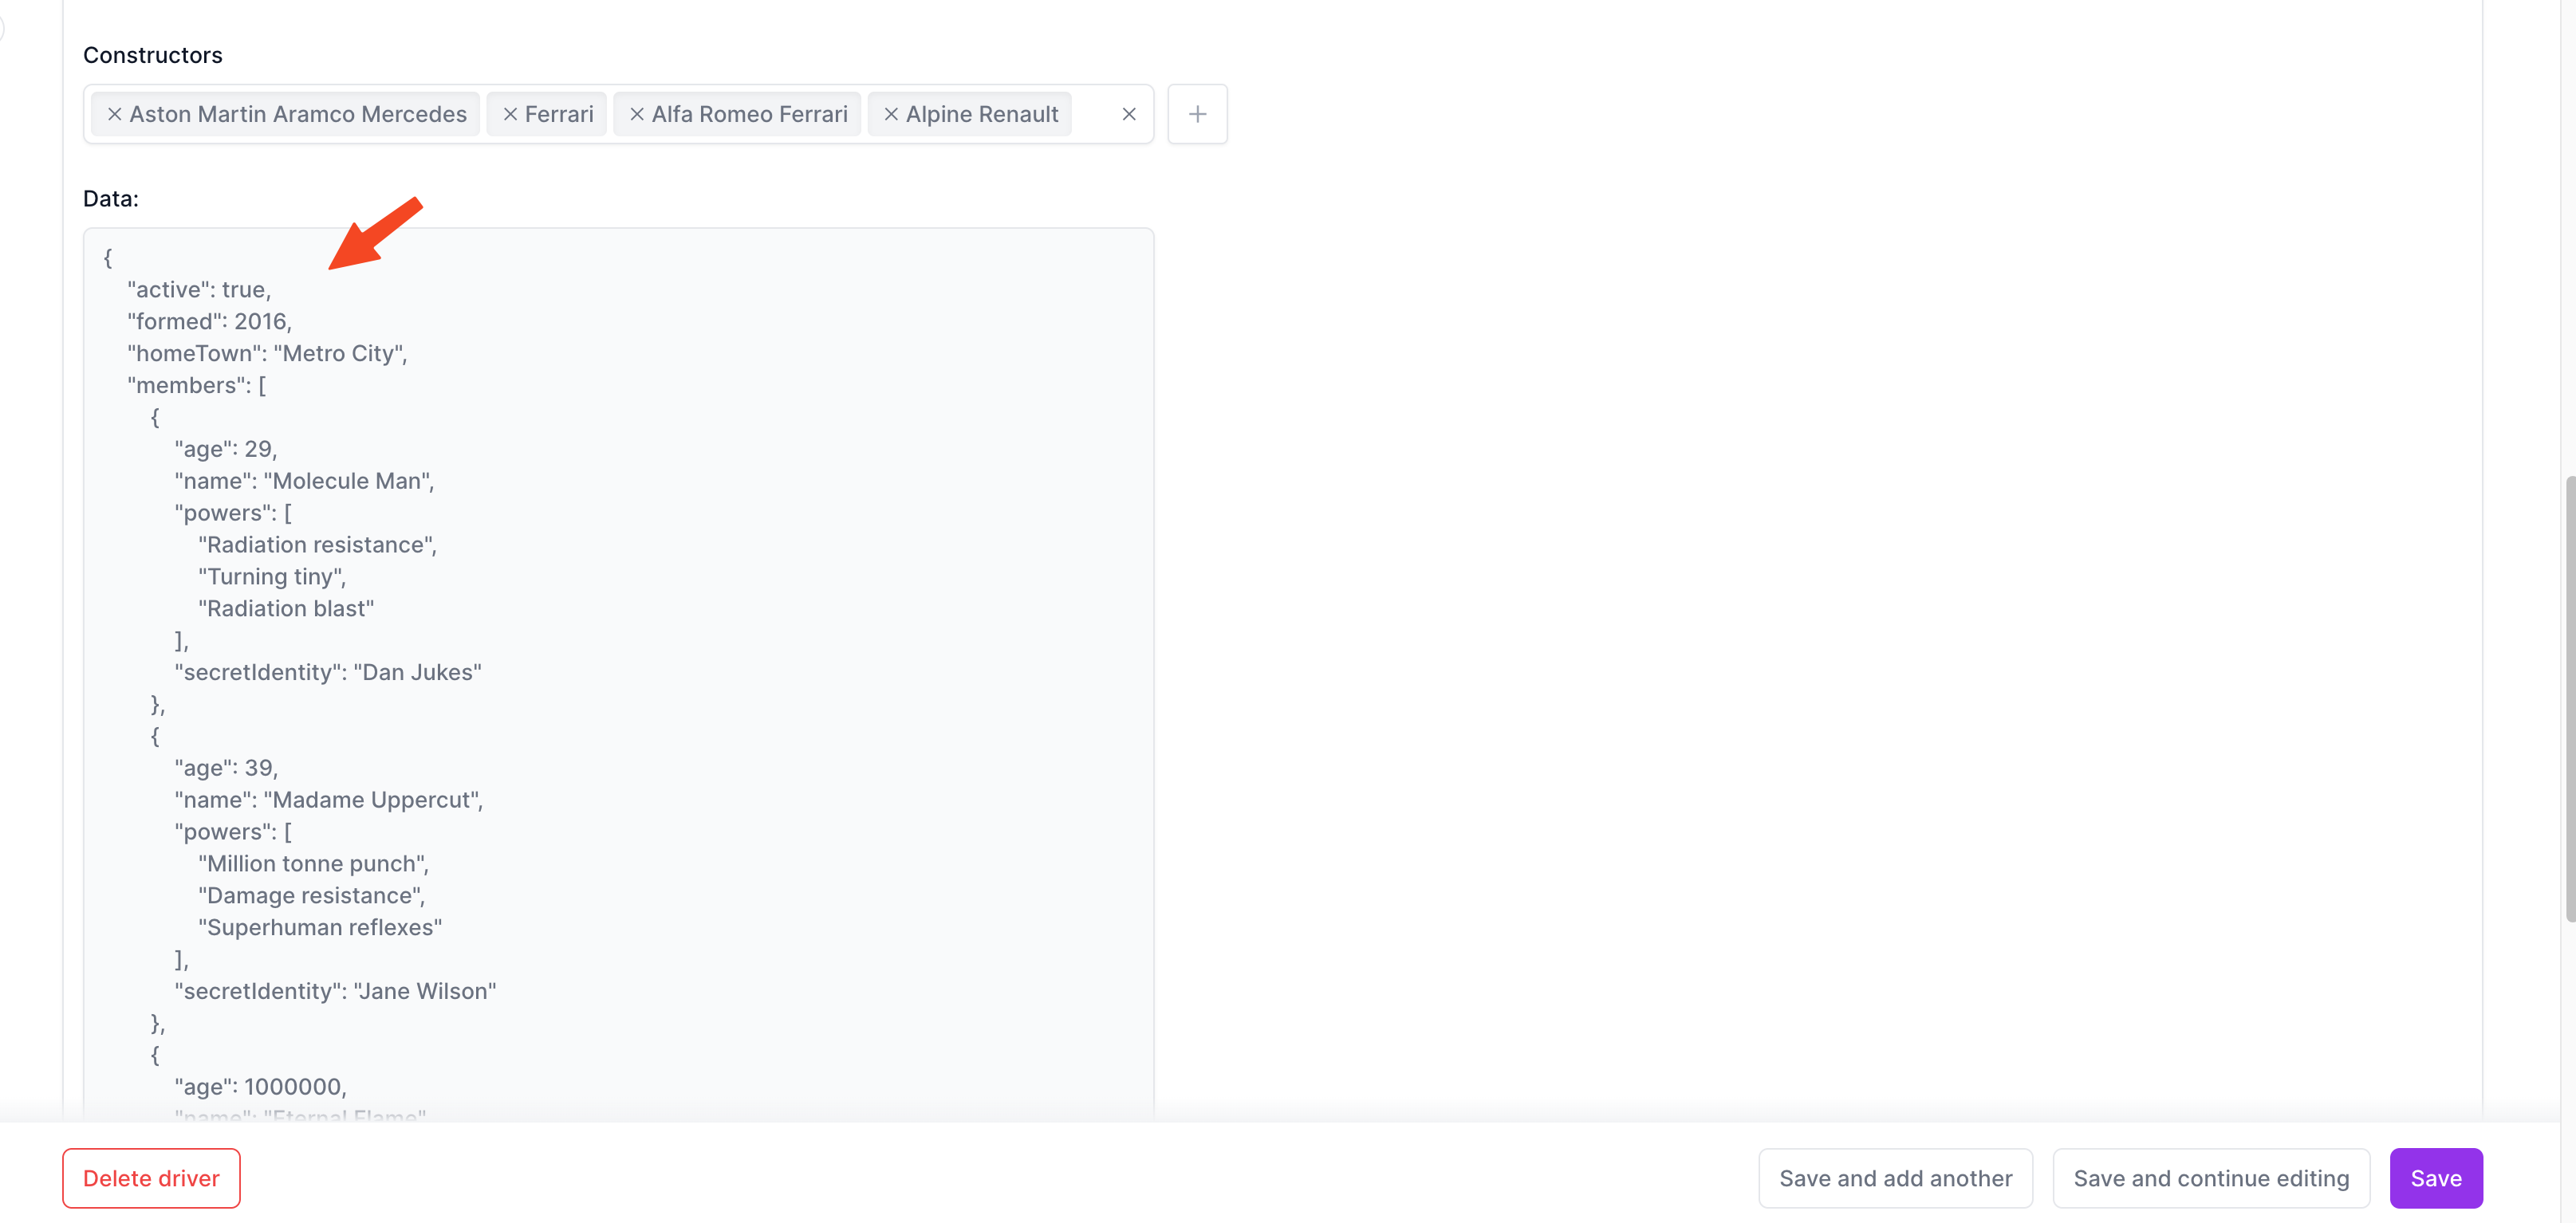 Constructors
Aston Martin Aramco Mercedes Ferrari Alfa Romeo Ferrari Alpine Renault
Data:
{
"active": true,
"formed": 2016,
"homeTown": "Metro City",
"members": [
{
"age": 29,
"name": "Molecule Man",
"powers": [
"Radiation resistance",
"Turning tiny",
"Radiation blast"
],
"secretIdentity": "Dan Jukes"
},
{
"age": 39,
"name": "Madame Uppercut",
"powers": [
"Million tonne punch",
"Damage resistance",
"Superhuman reflexes"
],
"secretIdentity": "Jane Wilson"
},
{
"age": 1000000,
"name": "Eternal Flame"
Delete driver Save and add another Save and continue editing Save